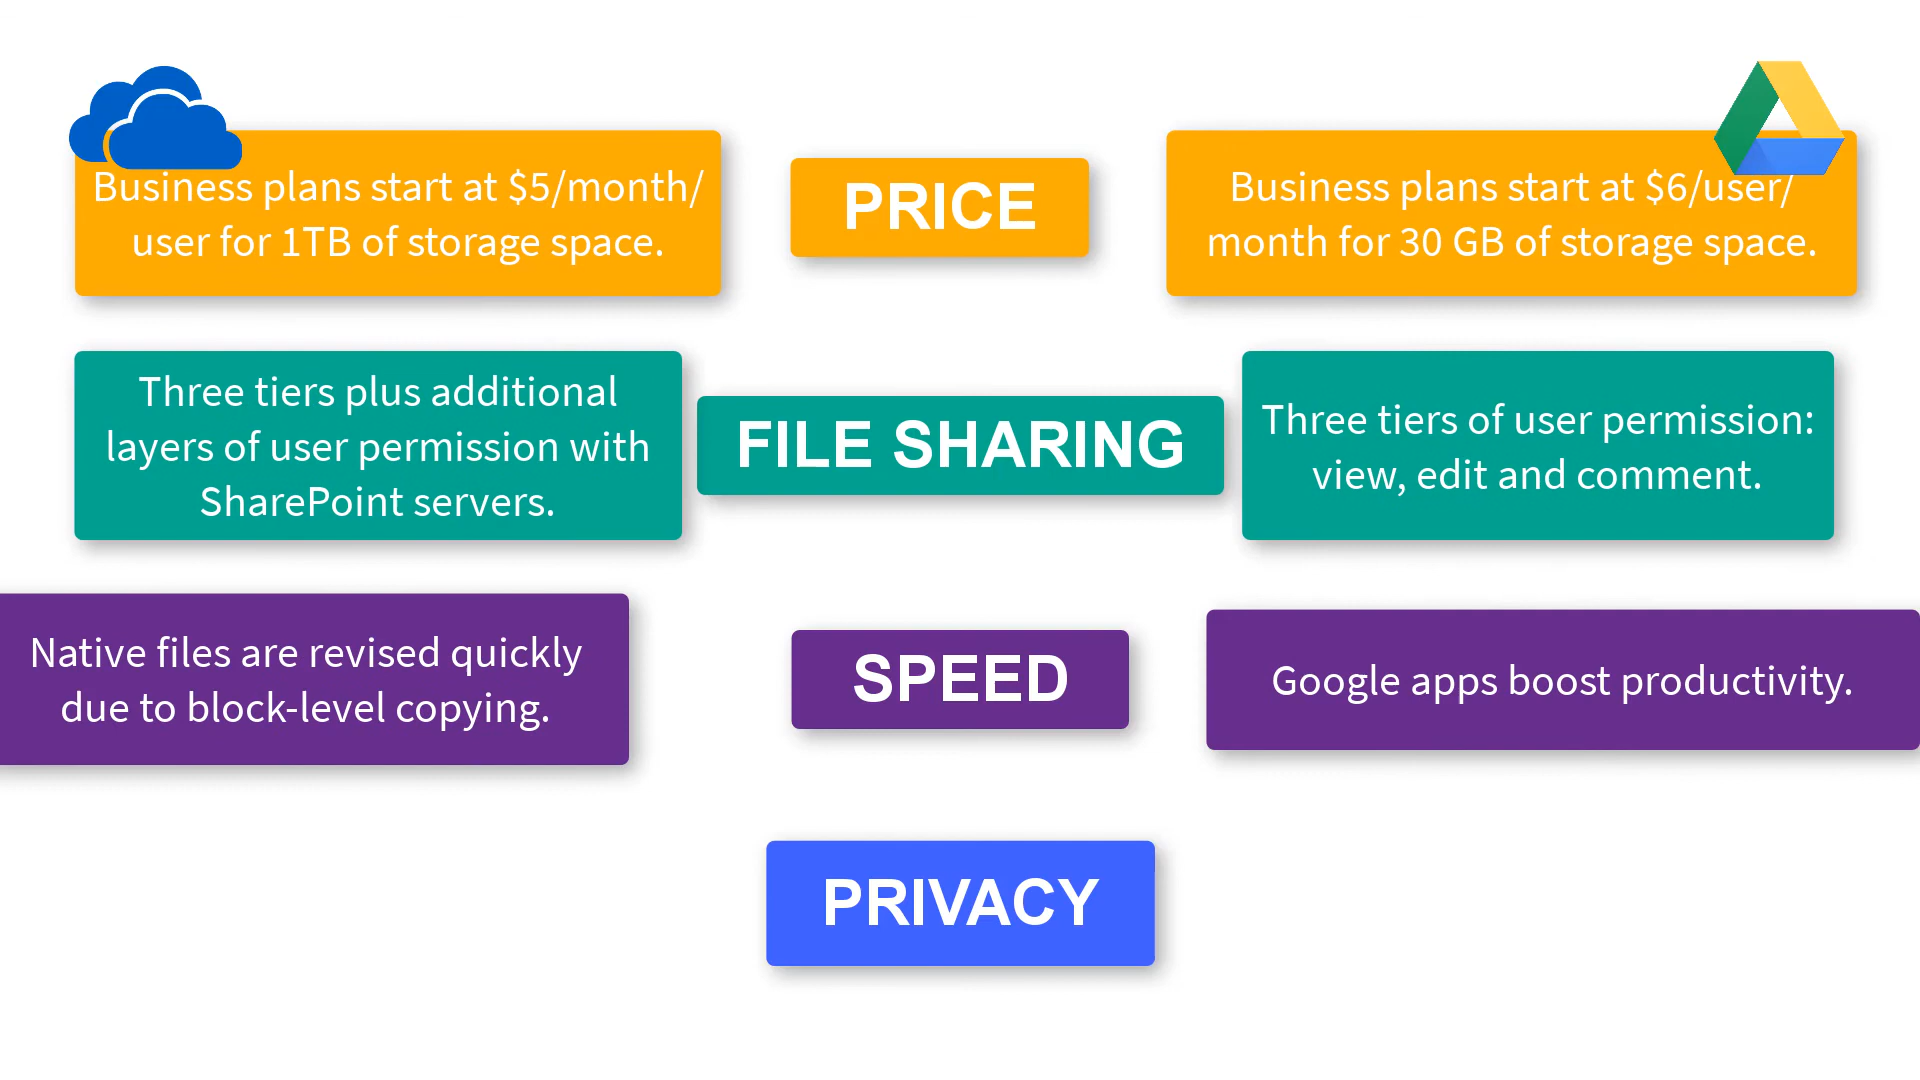 Business plans start at $5/month/
user for 1TB of storage space.
PRICE
Business plans start at $6/user/
month for 30 GB of storage space.
Three tiers plus additional
layers of user permission with
SharePoint servers.
FILE SHARING
Three tiers of user permission:
view, edit and comment.
Native files are revised quickly
due to block-level copying.
SPEED
Google apps boost productivity.
PRIVACY